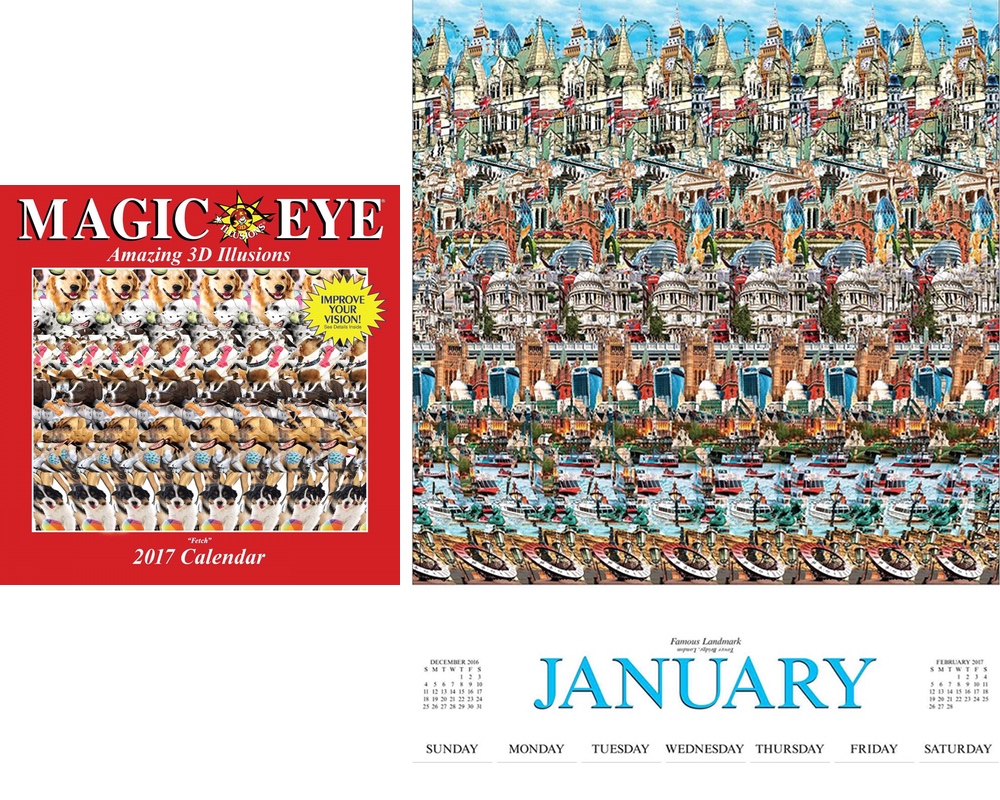 MAGIC EYE ®
ILLUSIONS
Amazing 3D Illusions
IMPROVE
YOUR
VISION!
See Details Inside
"Fetch"
2017 Calendar
Famous Landmark
Tower Bridge, London
JANUARY
DECEMBER 2016
S M T W T F S
1 2 3
4 5 6 7 8 9 10
11 12 13 14 15 16 17
18 19 20 21 22 23 24
25 26 27 28 29 30 31
FEBRUARY 2017
S M T W T F S
1 2 3 4
5 6 7 8 9 10 11
12 13 14 15 16 17 18
19 20 21 22 23 24 25
26 27 28
SUNDAY MONDAY TUESDAY WEDNESDAY THURSDAY FRIDAY SATURDAY